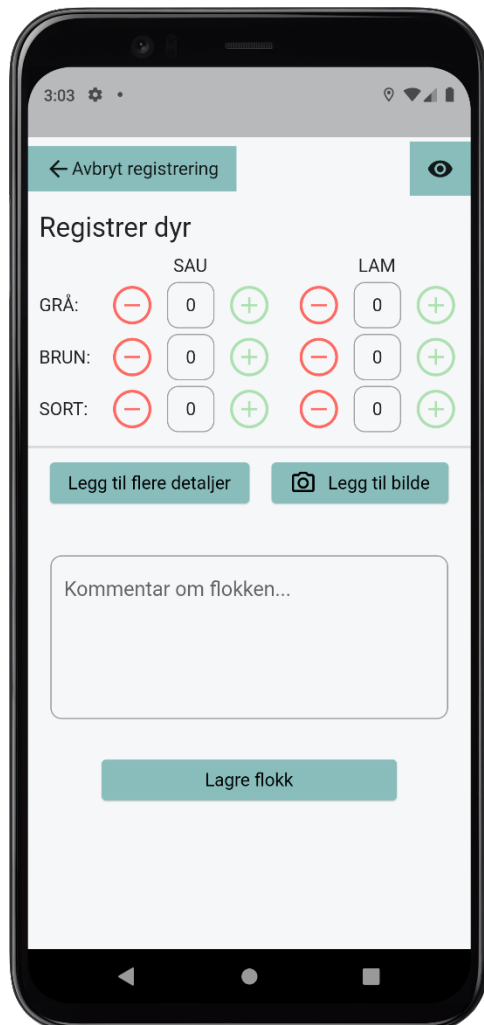 3:03
Avbryt registrering
Registrer dyr
SAU LAM
GRÅ: 0 0
BRUN: 0 0
SORT: 0 0
Legg til flere detaljer Legg til bilde
Kommentar om flokken...
Lagre flokk